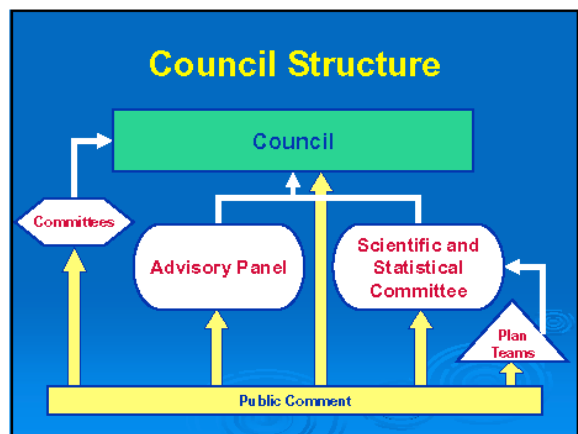 Council Structure
Council
Committees
Advisory Panel
Scientific and
Statistical
Committee
Plan
Teams
Public Comment